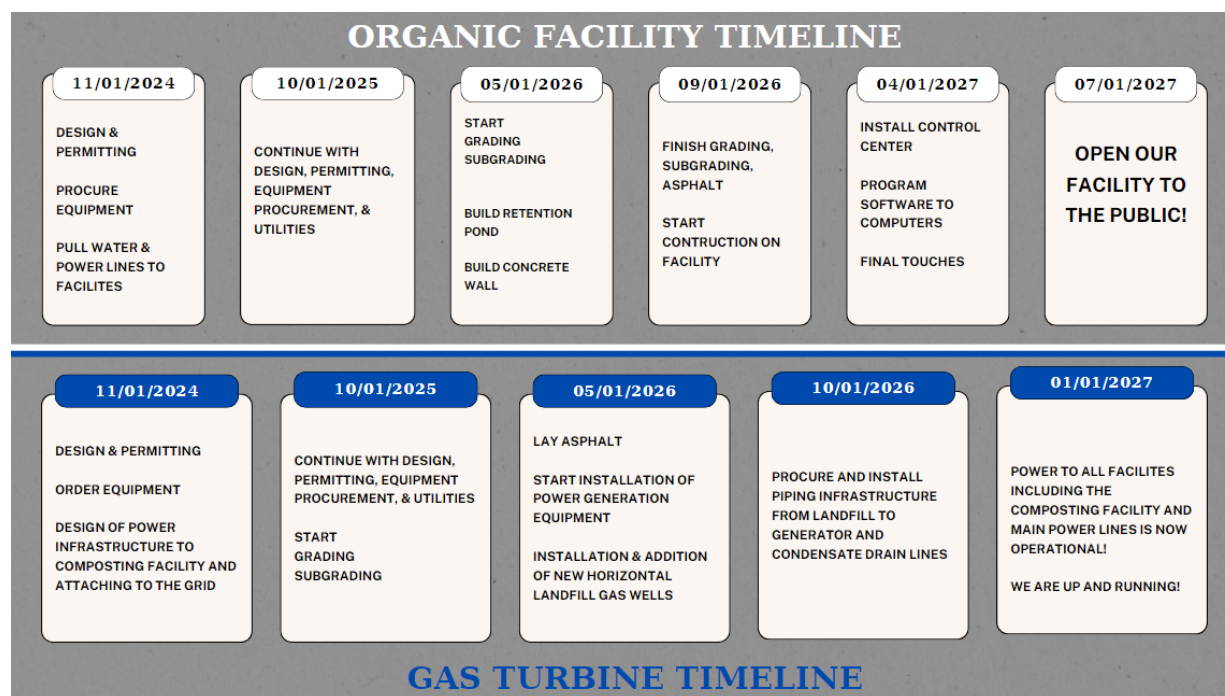 ORGANIC FACILITY TIMELINE
11/01/2024
DESIGN &
PERMITTING
PROCURE
EQUIPMENT
PULL WATER &
POWER LINES TO
FACILITES
10/01/2025
CONTINUE WITH
DESIGN, PERMITTING,
EQUIPMENT
PROCUREMENT, &
UTILITIES
05/01/2026
START
GRADING
SUBGRADING
BUILD RETENTION
POND
BUILD CONCRETE
WALL
09/01/2026
FINISH GRADING,
SUBGRADING,
ASPHALT
START
CONTRUCTION ON
FACILITY
04/01/2027
INSTALL CONTROL
CENTER
PROGRAM
SOFTWARE TO
COMPUTERS
FINAL TOUCHES
07/01/2027
OPEN OUR
FACILITY TO
THE PUBLIC!
11/01/2024
DESIGN & PERMITTING
ORDER EQUIPMENT
DESIGN OF POWER
INFRASTRUCTURE TO
COMPOSTING FACILITY AND
ATTACHING TO THE GRID
10/01/2025
CONTINUE WITH DESIGN,
PERMITTING, EQUIPMENT
PROCUREMENT, & UTILITIES
START
GRADING
SUBGRADING
05/01/2026
LAY ASPHALT
START INSTALLATION OF
POWER GENERATION
EQUIPMENT
INSTALLATION & ADDITION
OF NEW HORIZONTAL
LANDFILL GAS WELLS
10/01/2026
PROCURE AND INSTALL
PIPING INFRASTRUCTURE
FROM LANDFILL TO
GENERATOR AND
CONDENSATE DRAIN LINES
01/01/2027
POWER TO ALL FACILITES
INCLUDING THE
COMPOSTING FACILITY AND
MAIN POWER LINES IS NOW
OPERATIONAL!
WE ARE UP AND RUNNING!
GAS TURBINE TIMELINE